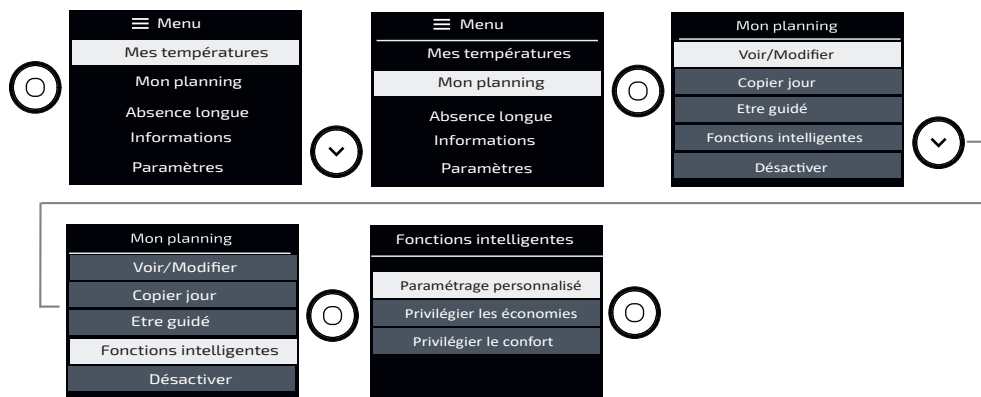 Menu
Mes températures
Mon planning
Absence longue
Informations
Paramètres
Menu
Mes températures
Mon planning
Absence longue
Informations
Paramètres
Mon planning
Voir/Modifier
Copier jour
Etre guidé
Fonctions intelligentes
Désactiver
Mon planning
Voir/Modifier
Copier jour
Etre guidé
Fonctions intelligentes
Désactiver
Fonctions intelligentes
Paramétrage personnalisé
Privilégier les économies
Privilégier le confort